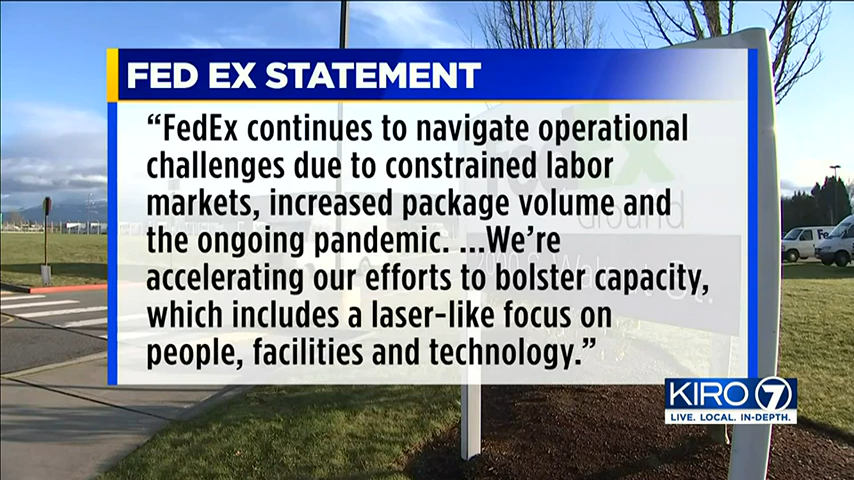 FED EX STATEMENT
“FedEx continues to navigate operational
challenges due to constrained labor
markets, increased package volume and
the ongoing pandemic. ...We’re
accelerating our efforts to bolster capacity,
which includes a laser-like focus on
people, facilities and technology.”
Ground
KIRO 7
LIVE. LOCAL. IN-DEPTH.